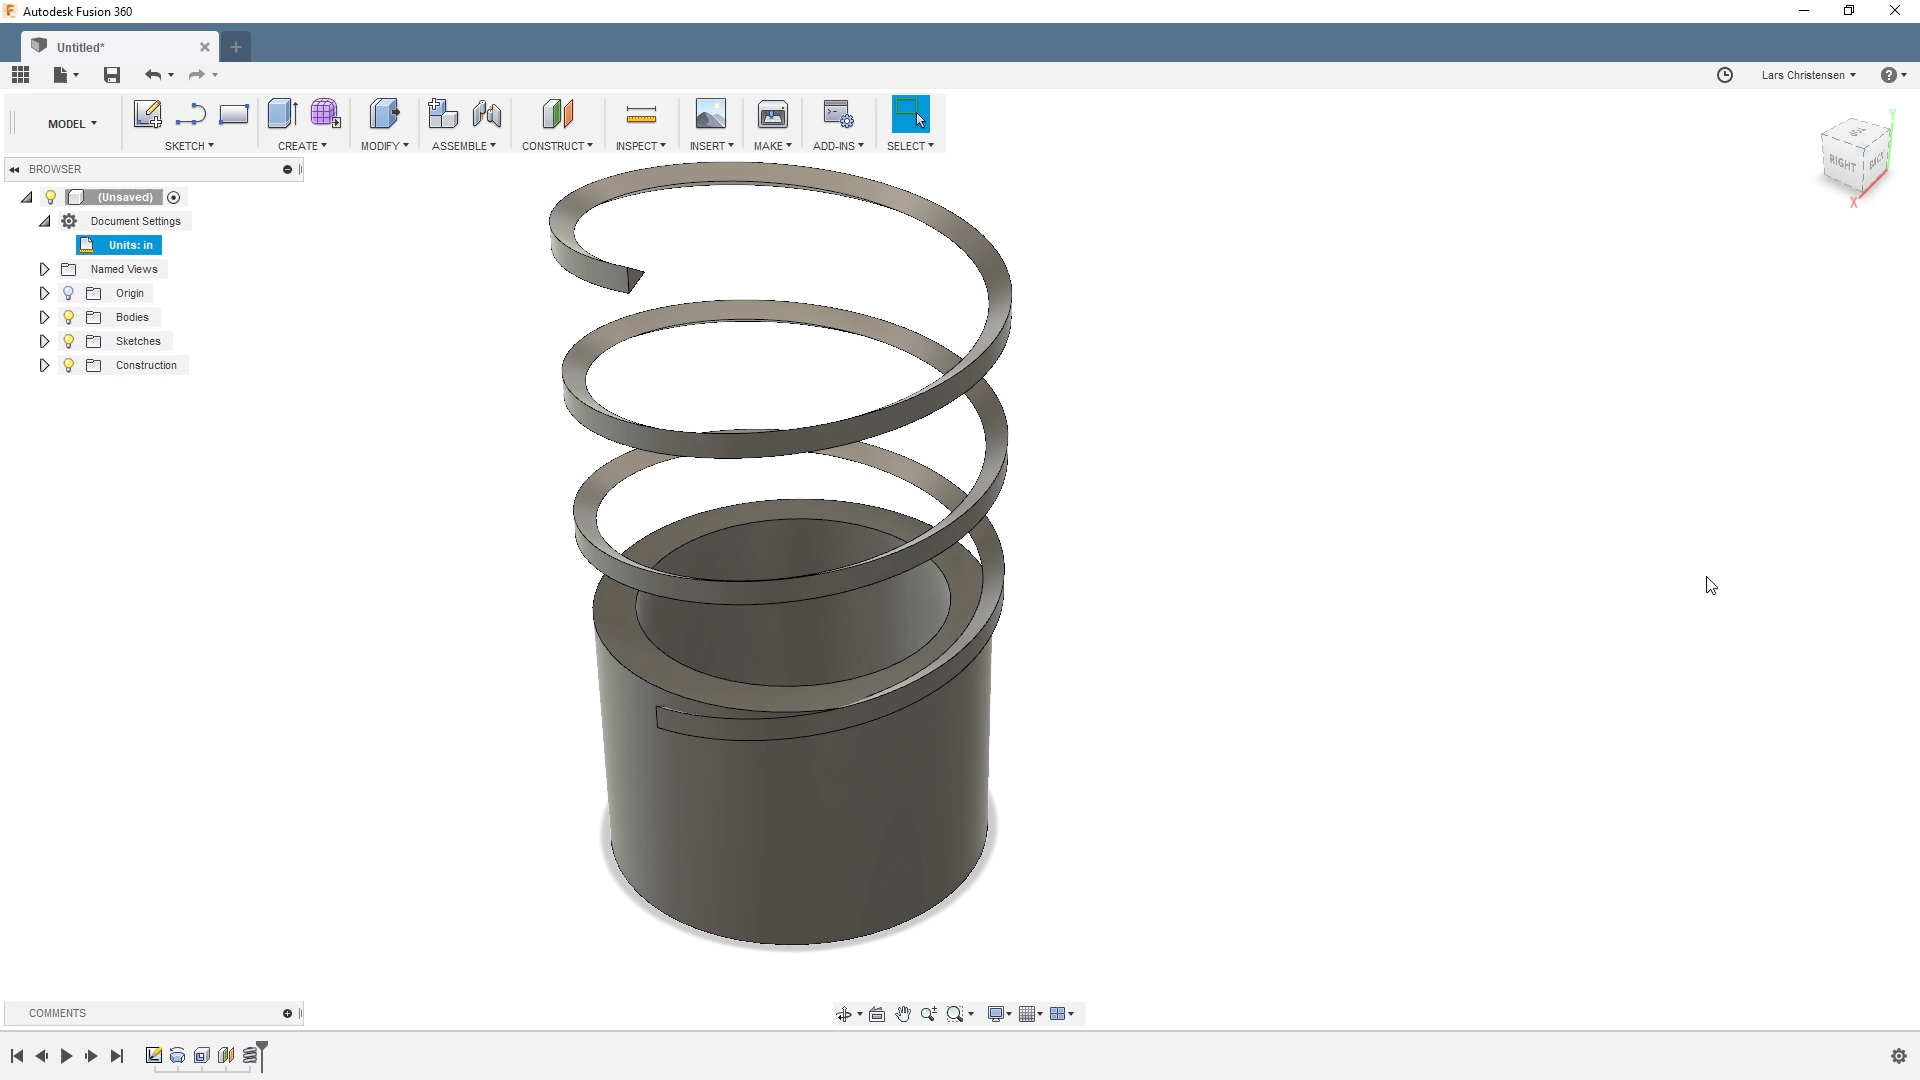 Autodesk Fusion 360
Untitled*
Lars Christensen
MODEL
SKETCH
CREATE
MODIFY
ASSEMBLE
CONSTRUCT
INSPECT
INSERT
MAKE
ADD-INS
SELECT
BROWSER
(Unsaved)
Document Settings
Units: in
Named Views
Origin
Bodies
Sketches
Construction
TOP
RIGHT
BACK
Y
X
COMMENTS